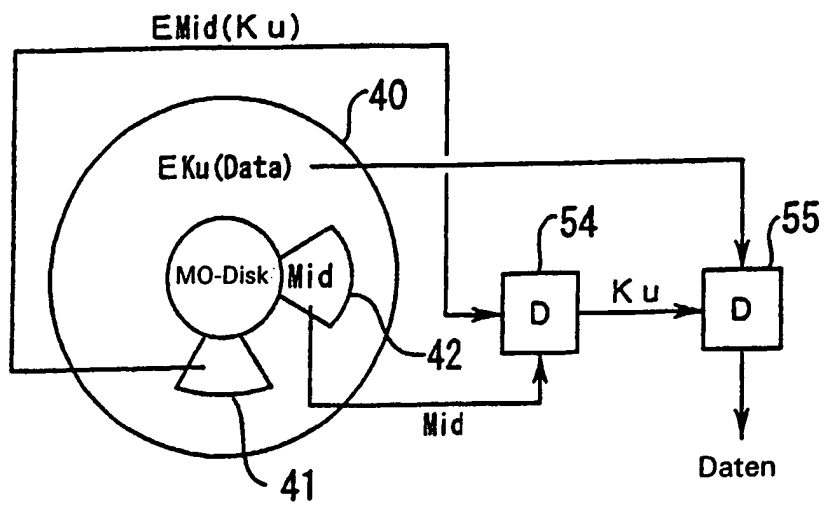 EMid(Ku)
40
EKu(Data)
54
55
MO-Disk
Mid
Ku
D
D
42
Mid
41
Daten